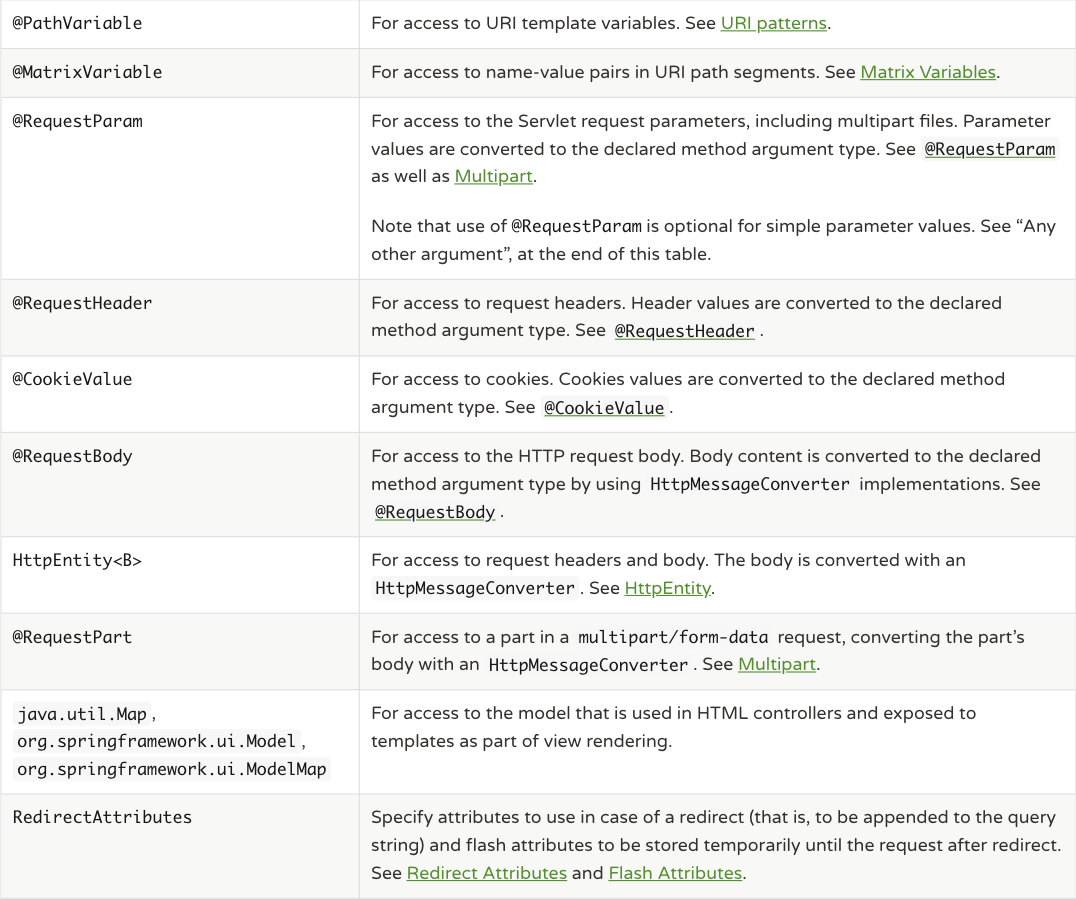 @PathVariable
For access to URI template variables. See URI patterns.
@MatrixVariable
For access to name-value pairs in URI path segments. See Matrix Variables.
@RequestParam
For access to the Servlet request parameters, including multipart files. Parameter
values are converted to the declared method argument type. See @RequestParam
as well as Multipart.
Note that use of @RequestParam is optional for simple parameter values. See “Any
other argument”, at the end of this table.
@RequestHeader
For access to request headers. Header values are converted to the declared
method argument type. See @RequestHeader .
@CookieValue
For access to cookies. Cookies values are converted to the declared method
argument type. See @CookieValue .
@RequestBody
For access to the HTTP request body. Body content is converted to the declared
method argument type by using HttpMessageConverter implementations. See
@RequestBody .
HttpEntity<B>
For access to request headers and body. The body is converted with an
HttpMessageConverter . See HttpEntity.
@RequestPart
For access to a part in a multipart/form-data request, converting the part’s
body with an HttpMessageConverter . See Multipart.
java.util.Map ,
org.springframework.ui.Model ,
org.springframework.ui.ModelMap
For access to the model that is used in HTML controllers and exposed to
templates as part of view rendering.
RedirectAttributes
Specify attributes to use in case of a redirect (that is, to be appended to the query
string) and flash attributes to be stored temporarily until the request after redirect.
See Redirect Attributes and Flash Attributes.